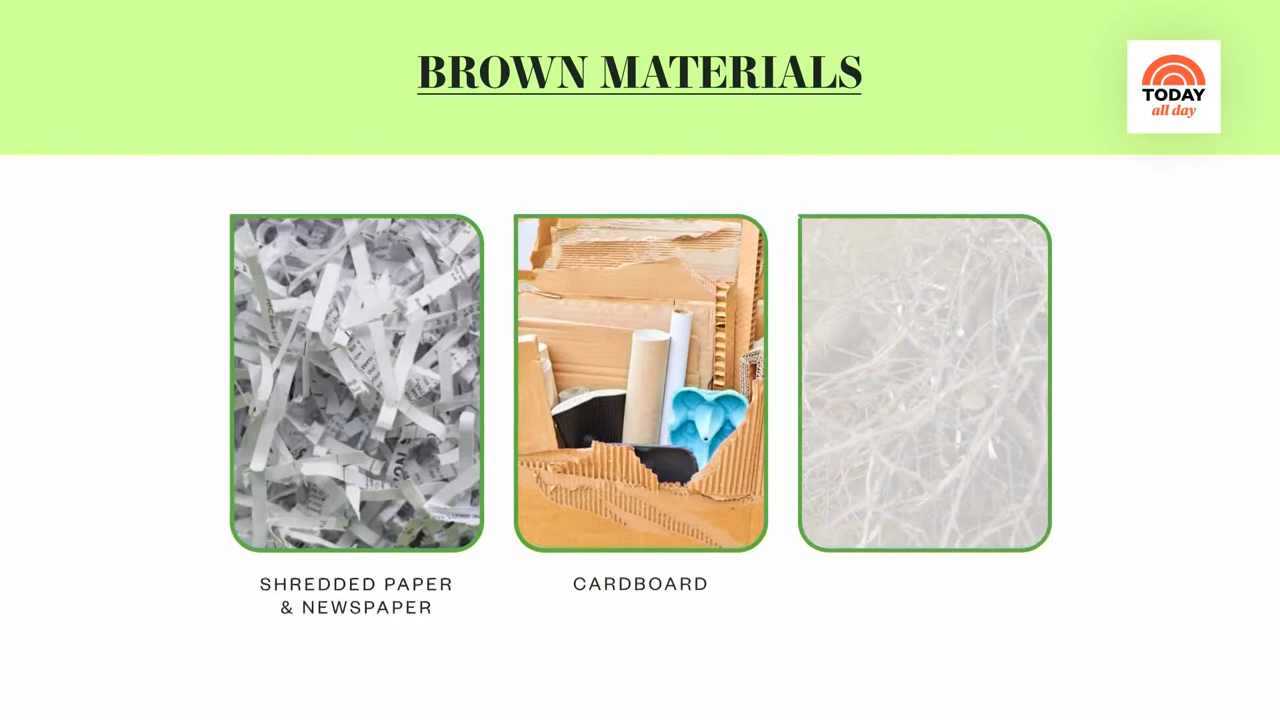 BROWN MATERIALS
TODAY
all day
SHREDDED PAPER
& NEWSPAPER
CARDBOARD